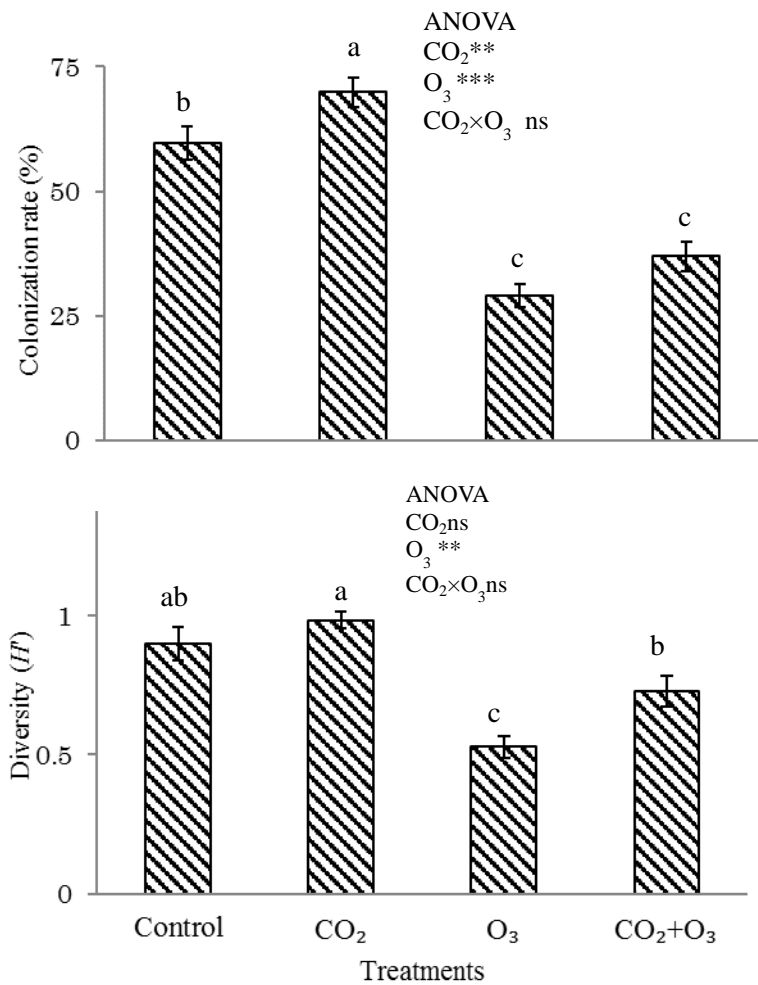 ANOVA
CO₂**
O₃ ***
CO₂×O₃ ns
75
50
25
0
Colonization rate (%)
b
a
c
c
ANOVA
CO₂ns
O₃ **
CO₂×O₃ns
1
0.5
0
Diversity (H')
ab
a
c
b
Control CO₂ O₃ CO₂+O₃
Treatments